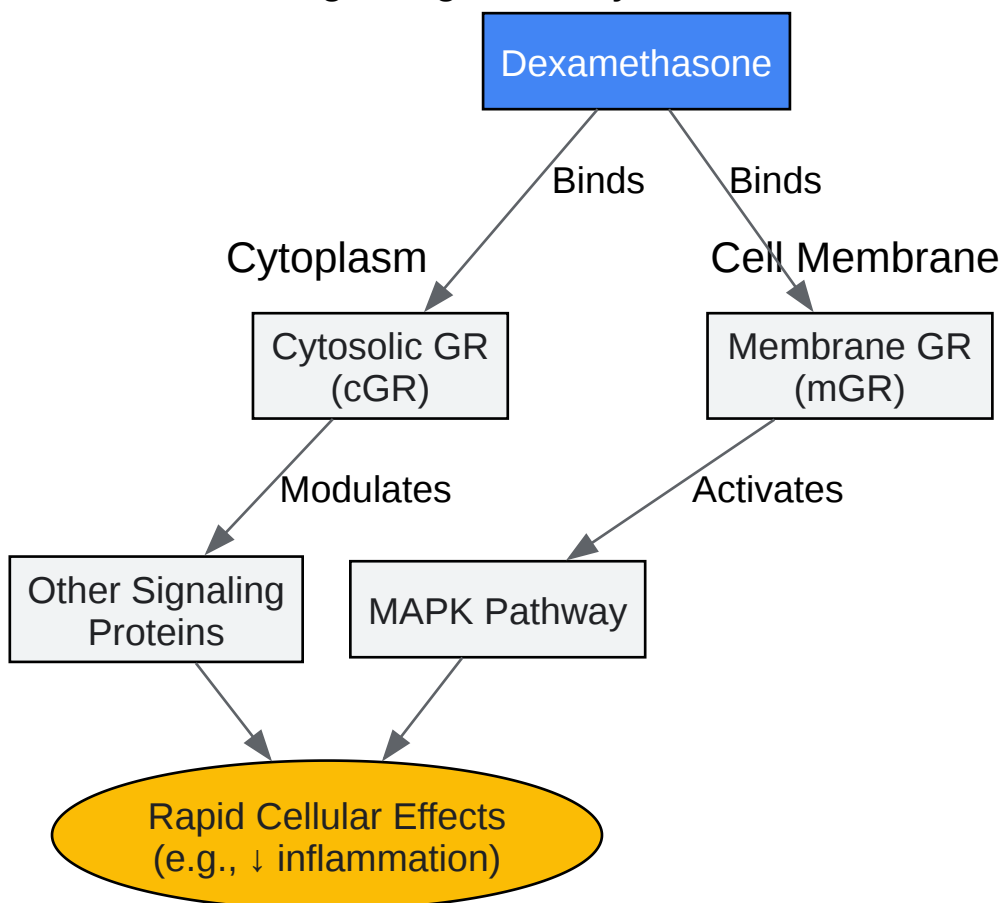 Dexamethasone
Binds
Binds
Cytoplasm
Cell Membrane
Cytosolic GR
(cGR)
Membrane GR
(mGR)
Modulates
Activates
Other Signaling
Proteins
MAPK Pathway
Rapid Cellular Effects
(e.g., ↓ inflammation)